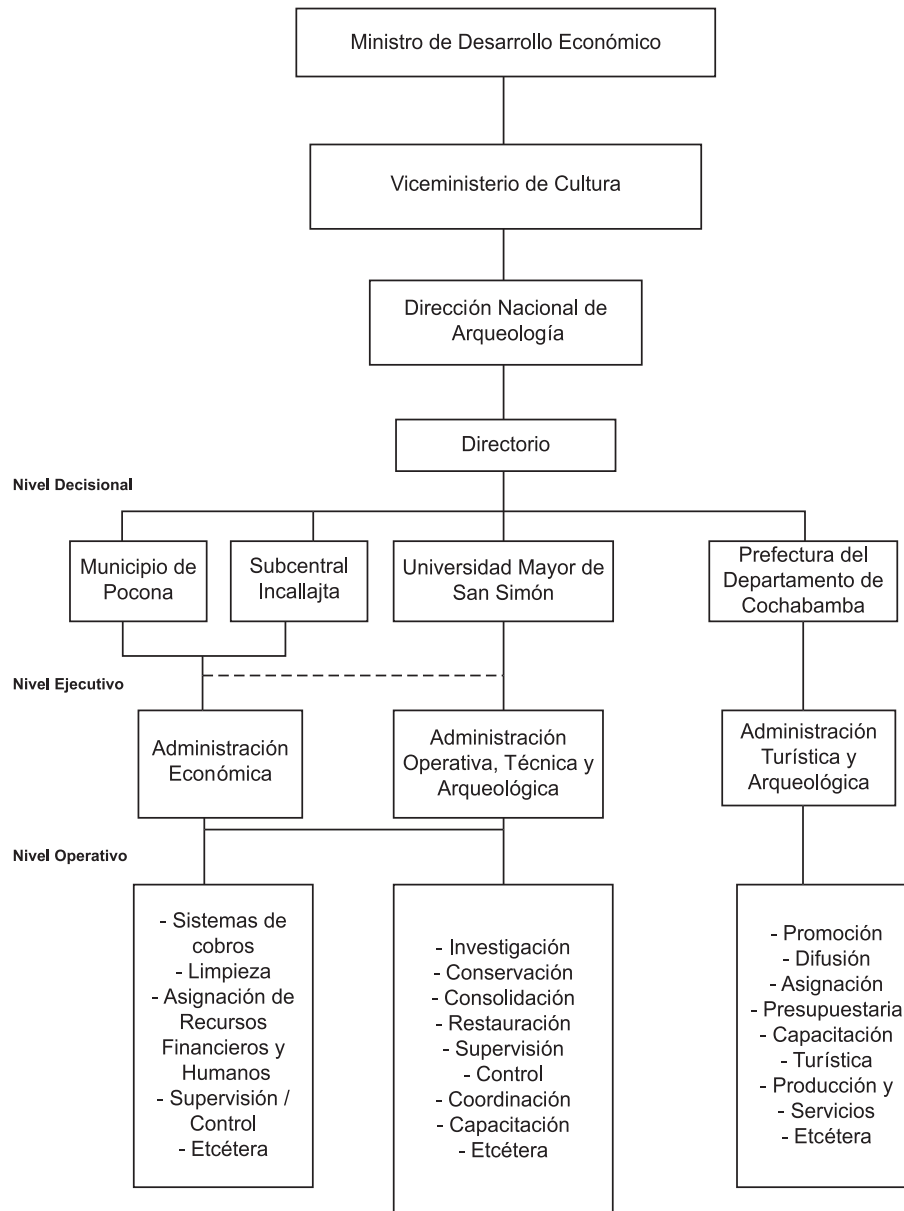 Ministro de Desarrollo Económico
Viceministerio de Cultura
Dirección Nacional de
Arqueología
Directorio
Nivel Decisional
Municipio de
Pocona
Subcentral
Incallajta
Universidad Mayor de
San Simón
Prefectura del
Departamento de
Cochabamba
Nivel Ejecutivo
Administración
Económica
Administración
Operativa, Técnica y
Arqueológica
Administración
Turística y
Arqueológica
Nivel Operativo
- Sistemas de
cobros
- Limpieza
- Asignación de
Recursos
Financieros y
Humanos
- Supervisión /
Control
- Etcétera
- Investigación
- Conservación
- Consolidación
- Restauración
- Supervisión
- Control
- Coordinación
- Capacitación
- Etcétera
- Promoción
- Difusión
- Asignación
- Presupuestaria
- Capacitación
- Turística
- Producción y
- Servicios
- Etcétera